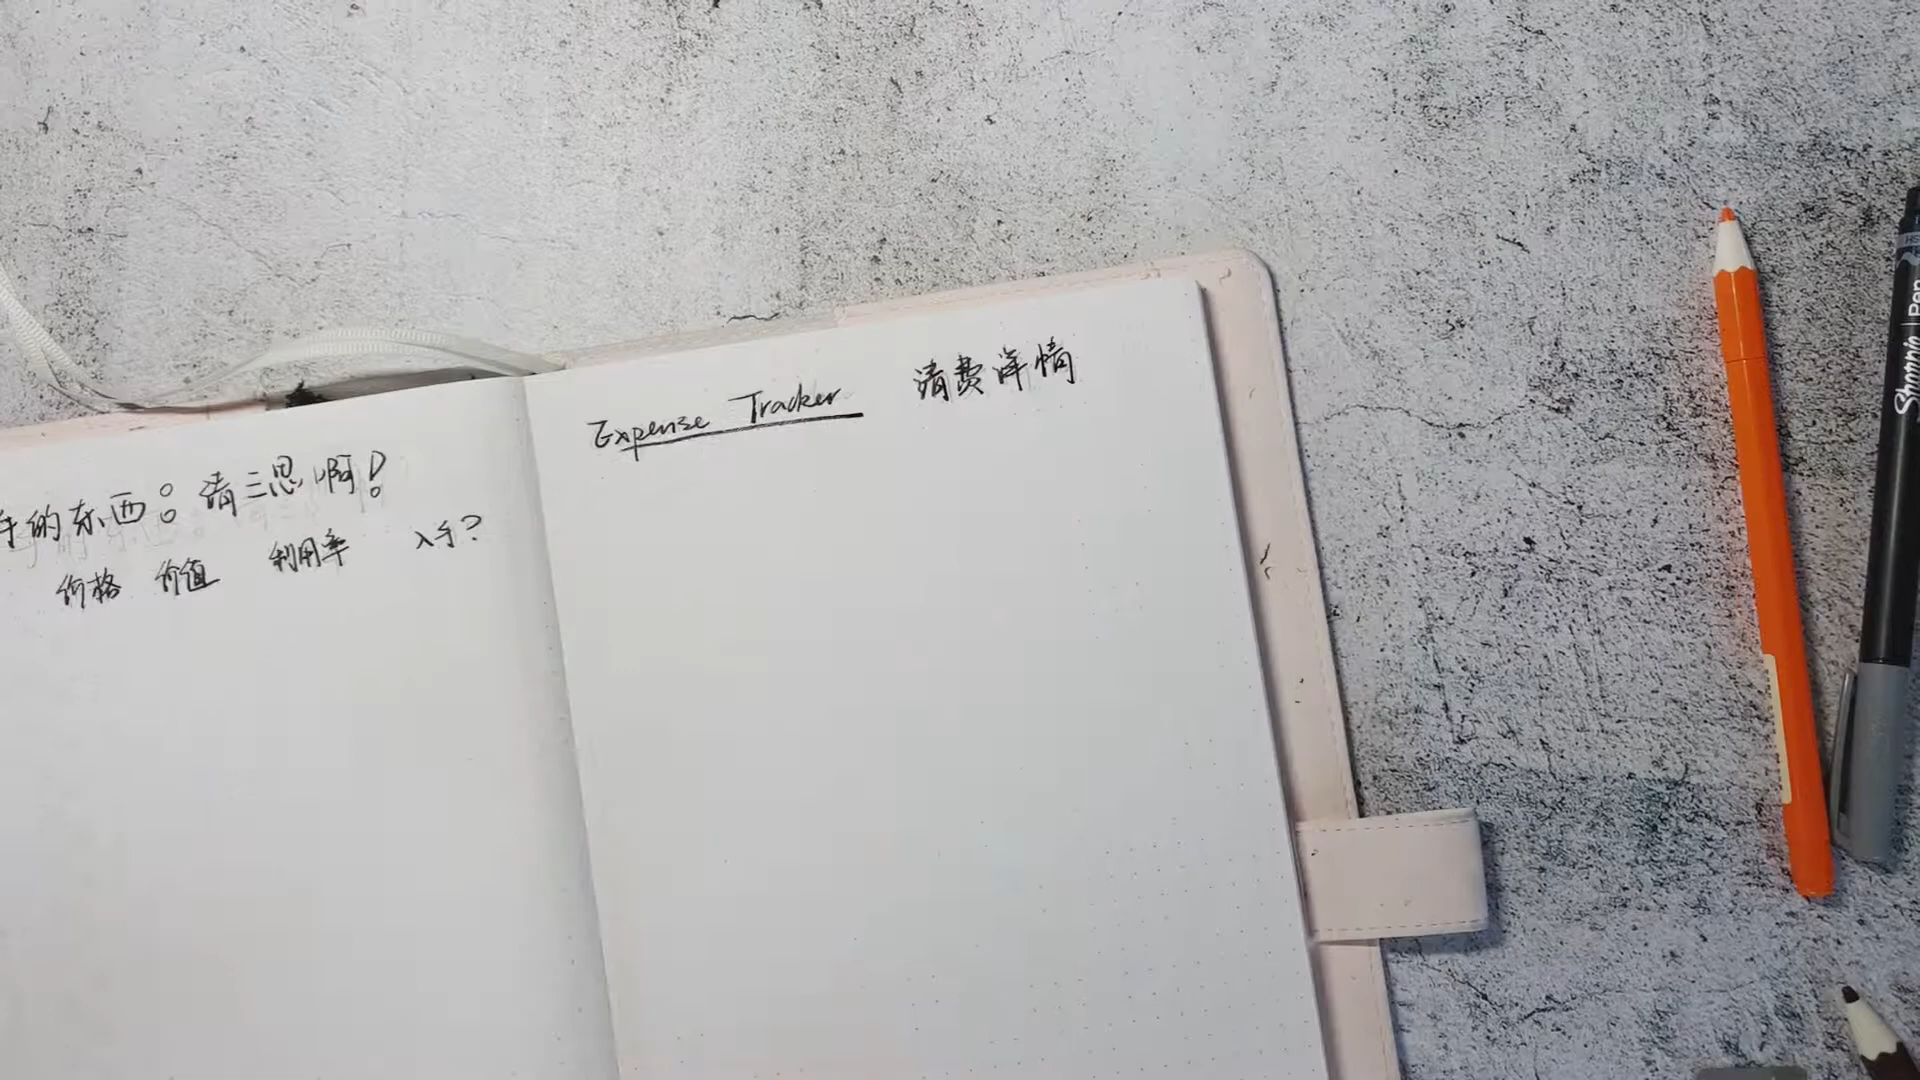 手的东西：请三思啊！
价格 价值 利用率 入手？
Expense Tracker 消费详情
Sharpie Pen